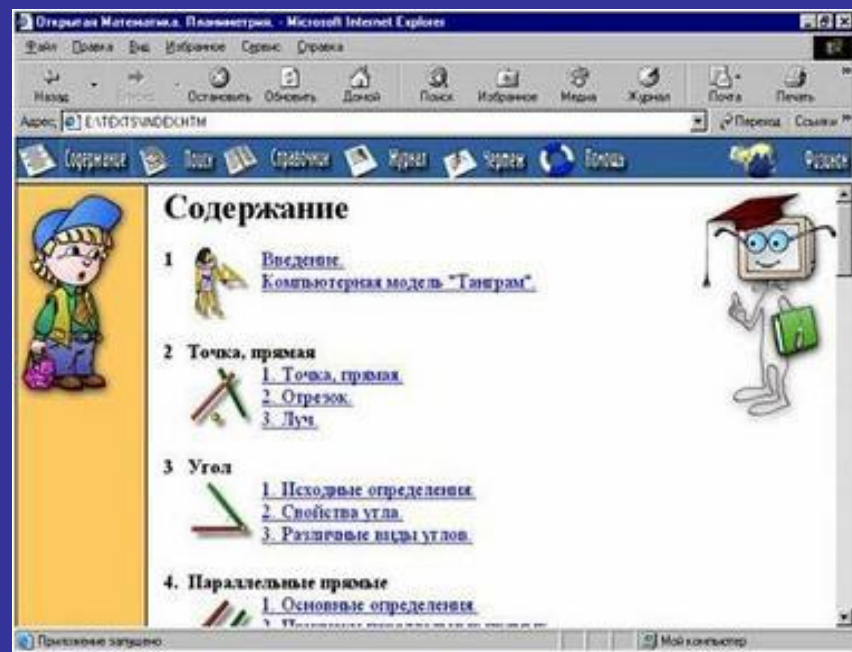 Открытая Математика. Планиметрия. - Microsoft Internet Explorer
Файл Правка Вид Избранное Сервис Справка
Назад Остановить Обновить Домой Поиск Избранное Медиа Журнал Почта Печать
Адрес: E:\TEXTS\INDEX.HTM Переход Ссылки »
Содержание Поиск Справочник Журнал Чертеж Помощь Физикон
Содержание
1 Введение.
Компьютерная модель "Танграм".
2 Точка, прямая
1. Точка, прямая.
2. Отрезок.
3. Луч.
3 Угол
1. Исходные определения.
2. Свойства угла.
3. Различные виды углов.
4. Параллельные прямые
1. Основные определения.
Приложение запущено Мой компьютер